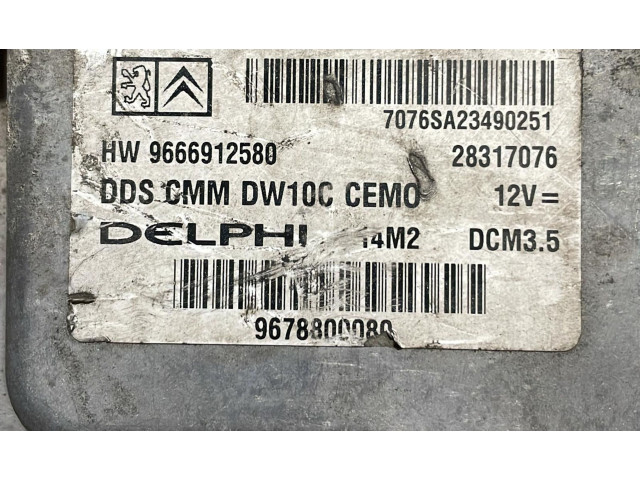 7076SA23490251
HW 9666912580 28317076
DDS CMM DW10C CEMO 12V =
DELPHI 14M2 DCM3.5
9678800080